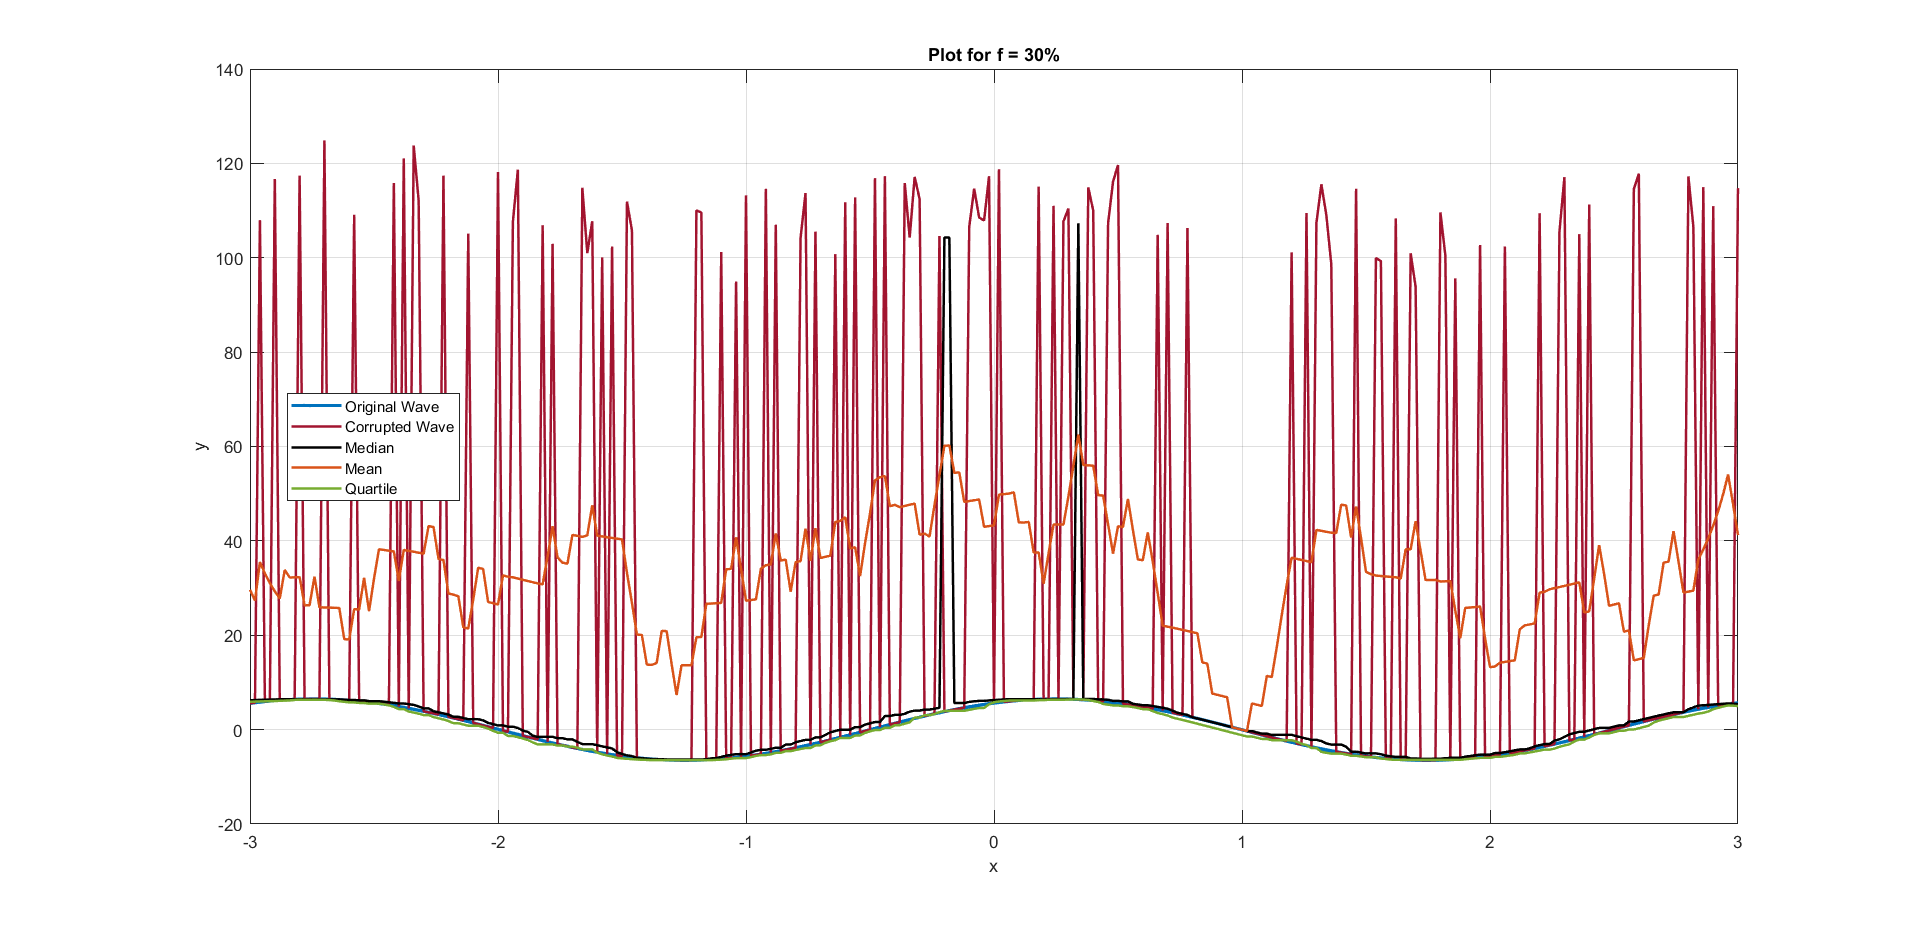 Plot for f = 30%
140
120
100
80
60
40
20
0
-20
y
Original Wave
Corrupted Wave
Median
Mean
Quartile
-3 -2 -1 0 1 2 3
x